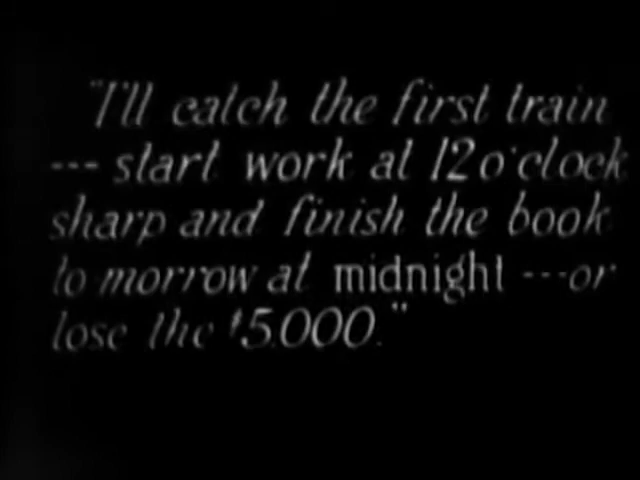 "I'll catch the first train
--- start work at 12 o'clock
sharp and finish the book
to morrow at midnight ---or
lose the $5.000."